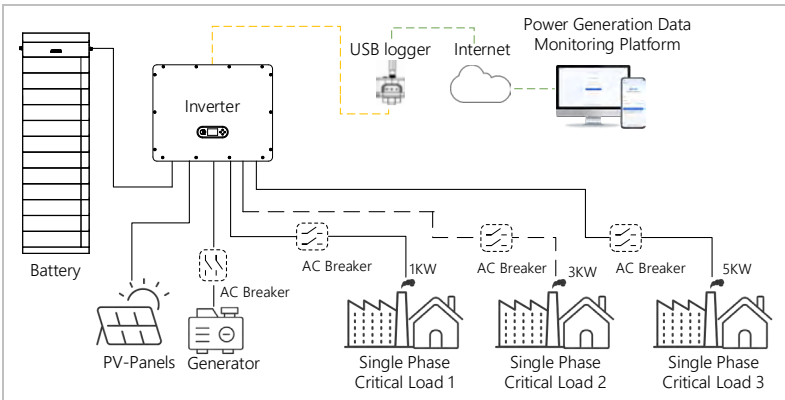 Power Generation Data
Monitoring Platform
USB logger
Internet
Inverter
Battery
AC Breaker
AC Breaker
1KW
AC Breaker
3KW
AC Breaker
5KW
PV-Panels
Generator
Single Phase
Critical Load 1
Single Phase
Critical Load 2
Single Phase
Critical Load 3